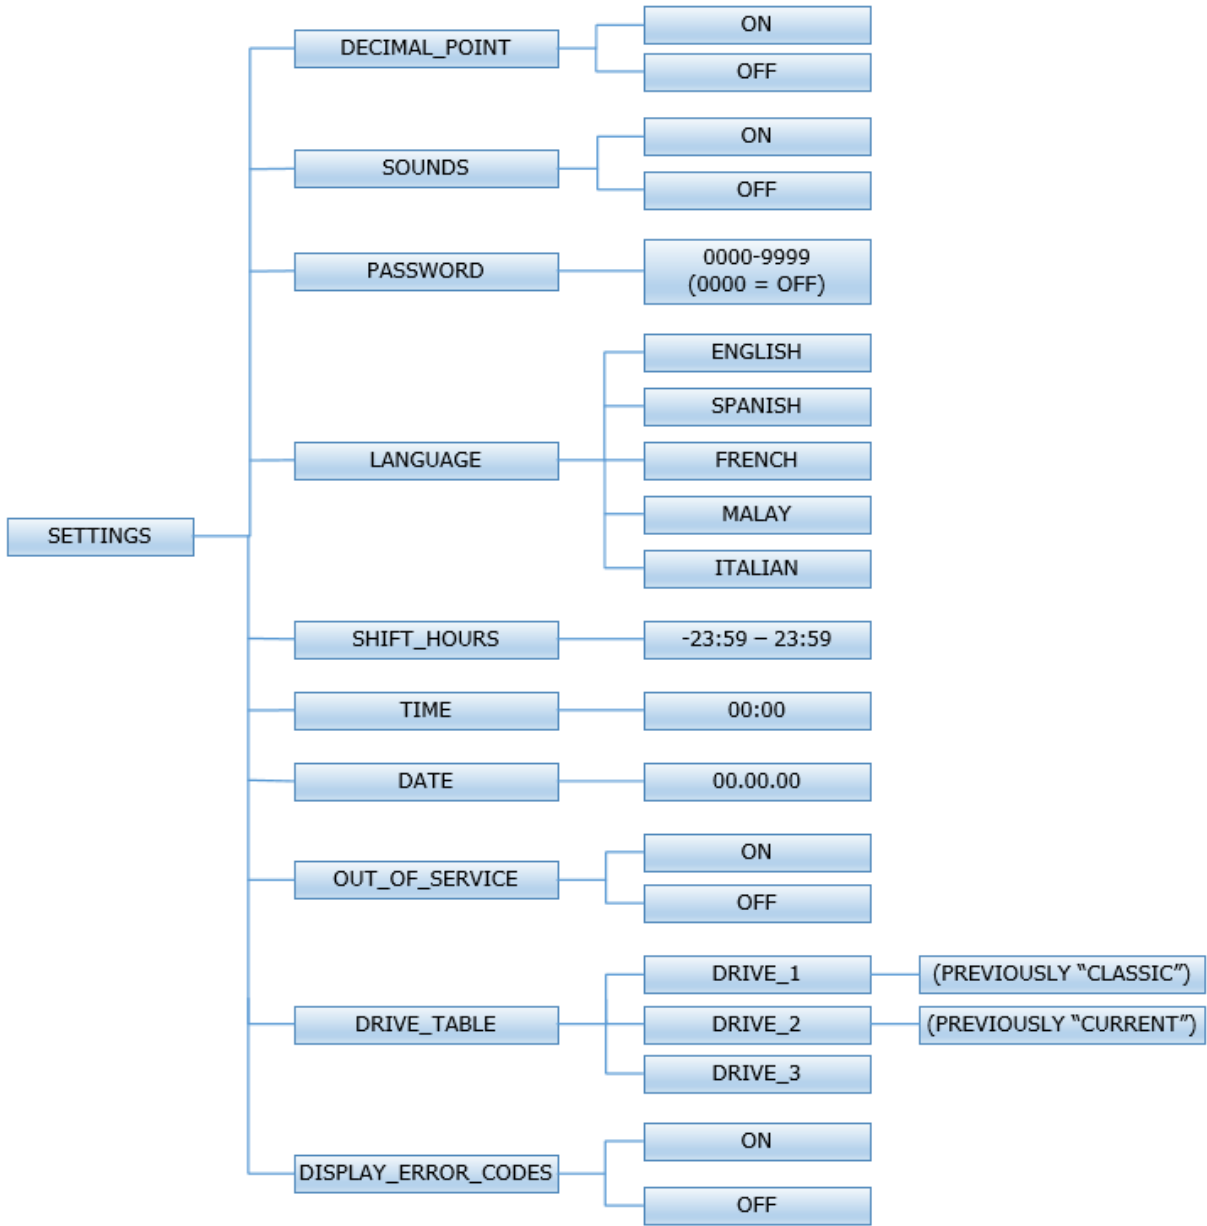 SETTINGS
DECIMAL_POINT
ON
OFF
SOUNDS
ON
OFF
PASSWORD
0000-9999
(0000 = OFF)
LANGUAGE
ENGLISH
SPANISH
FRENCH
MALAY
ITALIAN
SHIFT_HOURS
-23:59 – 23:59
TIME
00:00
DATE
00.00.00
OUT_OF_SERVICE
ON
OFF
DRIVE_TABLE
DRIVE_1
(PREVIOUSLY “CLASSIC”)
DRIVE_2
(PREVIOUSLY “CURRENT”)
DRIVE_3
DISPLAY_ERROR_CODES
ON
OFF